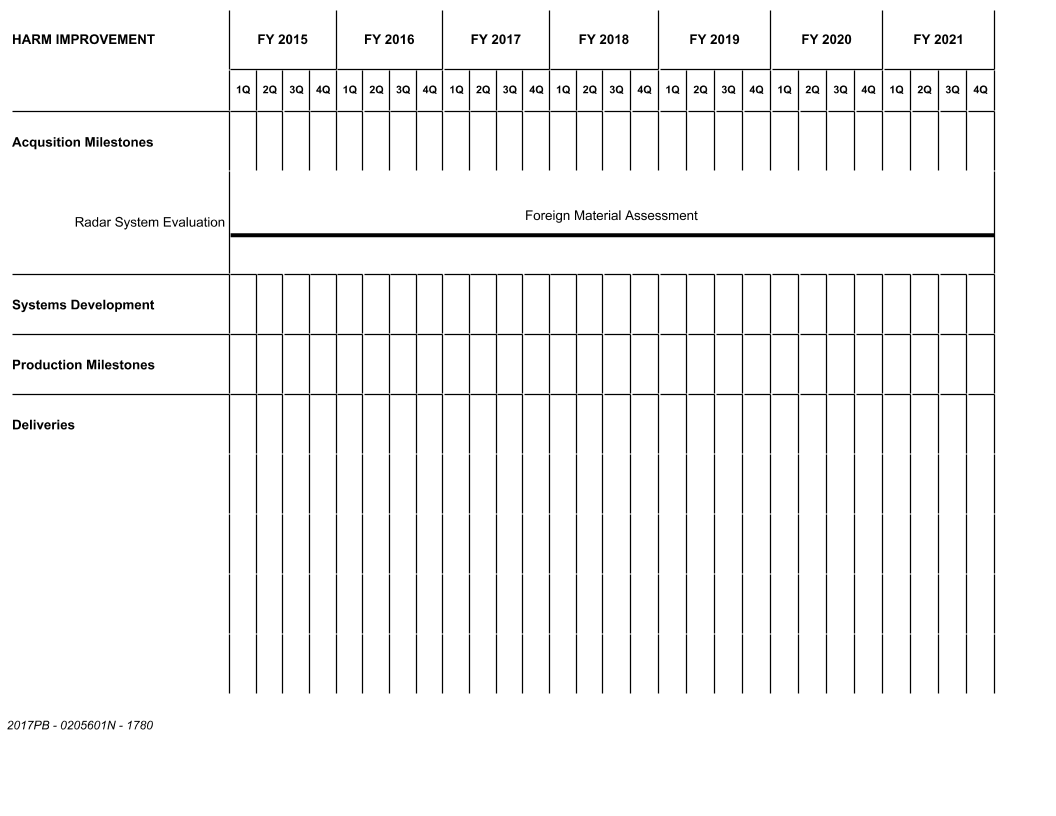 HARM IMPROVEMENT FY 2015 FY 2016 FY 2017 FY 2018 FY 2019 FY 2020 FY 2021
1Q 2Q 3Q 4Q 1Q 2Q 3Q 4Q 1Q 2Q 3Q 4Q 1Q 2Q 3Q 4Q 1Q 2Q 3Q 4Q 1Q 2Q 3Q 4Q 1Q 2Q 3Q 4Q
Acqusition Milestones
Foreign Material Assessment
Radar System Evaluation
Systems Development
Production Milestones
Deliveries
2017PB - 0205601N - 1780